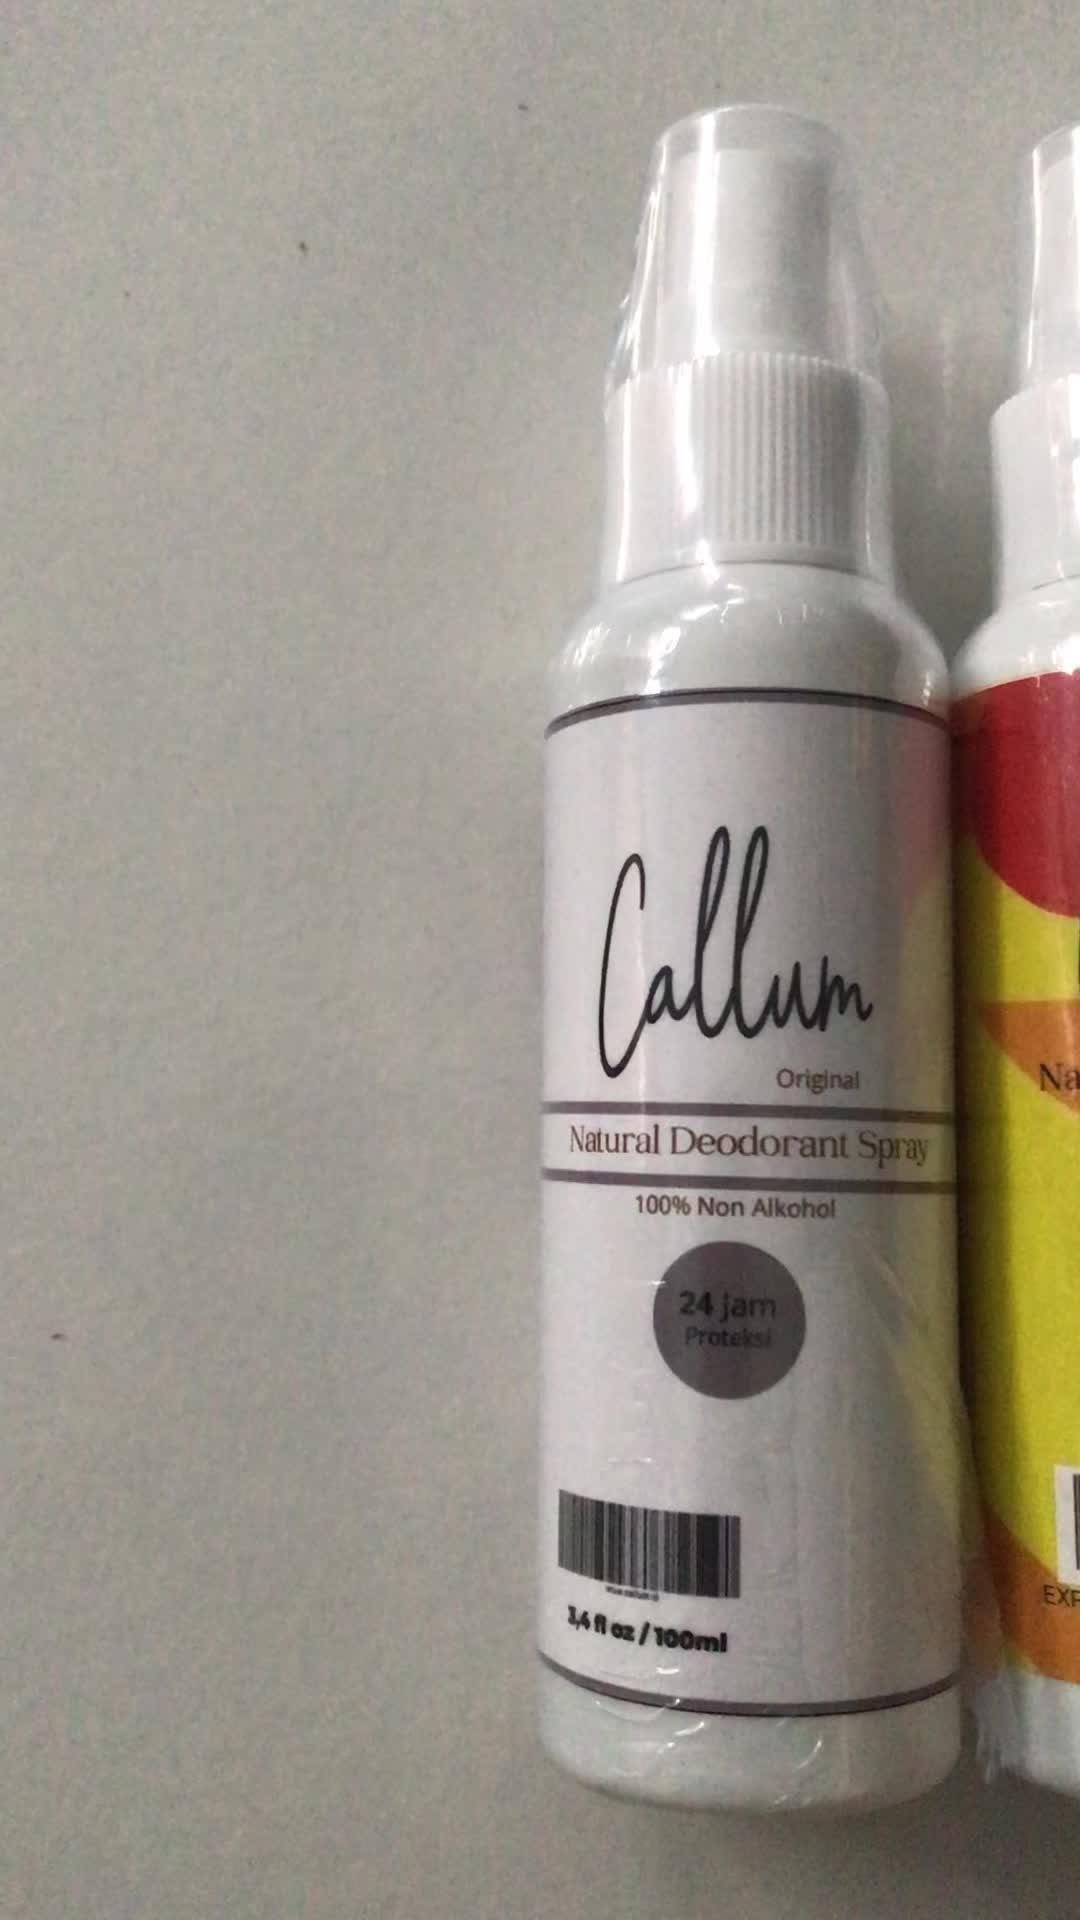 Callum
Original
Natural Deodorant Spray
100% Non Alkohol
24 jam
Proteksi
3,4 fl oz / 100ml
Na
EXP